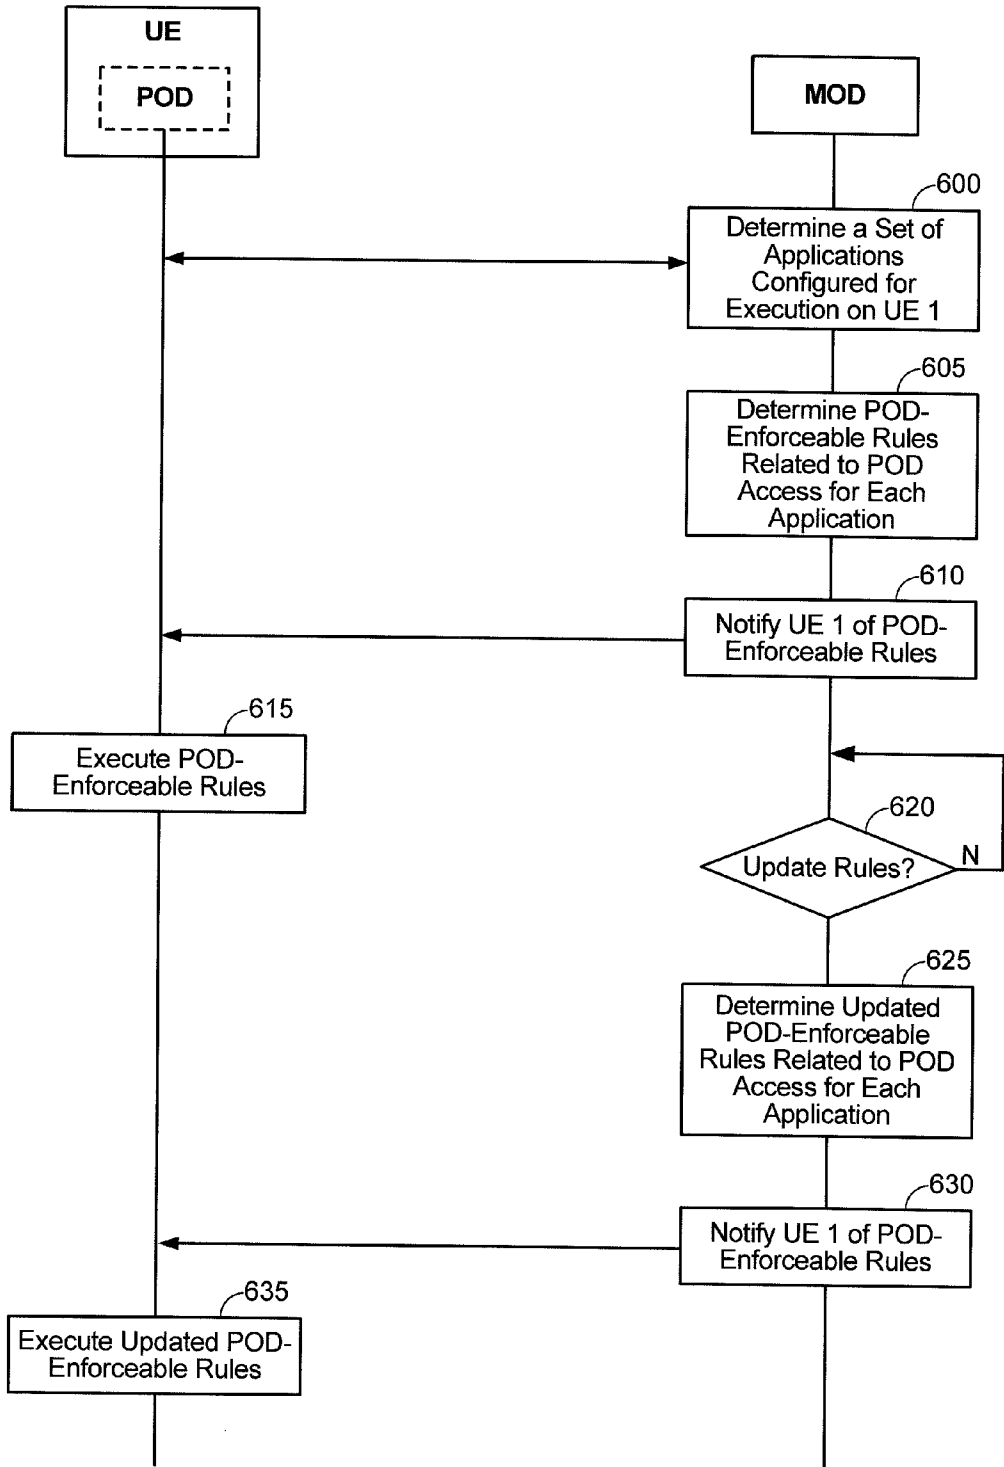 UE
POD
MOD
600
Determine a Set of
Applications
Configured for
Execution on UE 1
605
Determine POD-
Enforceable Rules
Related to POD
Access for Each
Application
610
Notify UE 1 of POD-
Enforceable Rules
615
Execute POD-
Enforceable Rules
620
Update Rules?
N
625
Determine Updated
POD-Enforceable
Rules Related to POD
Access for Each
Application
630
Notify UE 1 of POD-
Enforceable Rules
635
Execute Updated POD-
Enforceable Rules